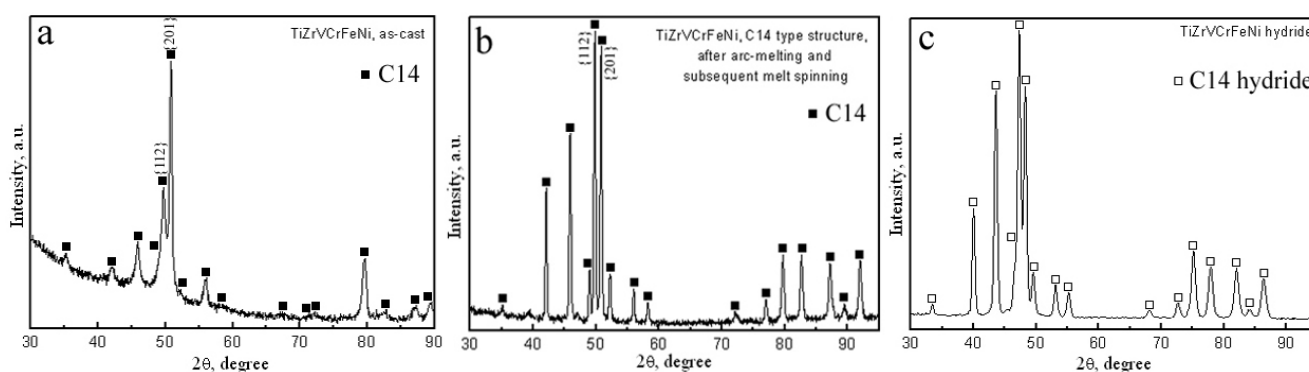 a
TiZrVCrFeNi, as-cast
{112}
{201}
■ C14
Intensity, a.u.
30 40 50 60 70 80 90
2θ, degree
b
TiZrVCrFeNi, C14 type structure,
after arc-melting and
subsequent melt spinning
{112}
{201}
■ C14
Intensity, a.u.
30 40 50 60 70 80 90
2θ, degree
c
TiZrVCrFeNi hydride
□ C14 hydride
Intensity, a.u.
30 40 50 60 70 80 90
2θ, degree